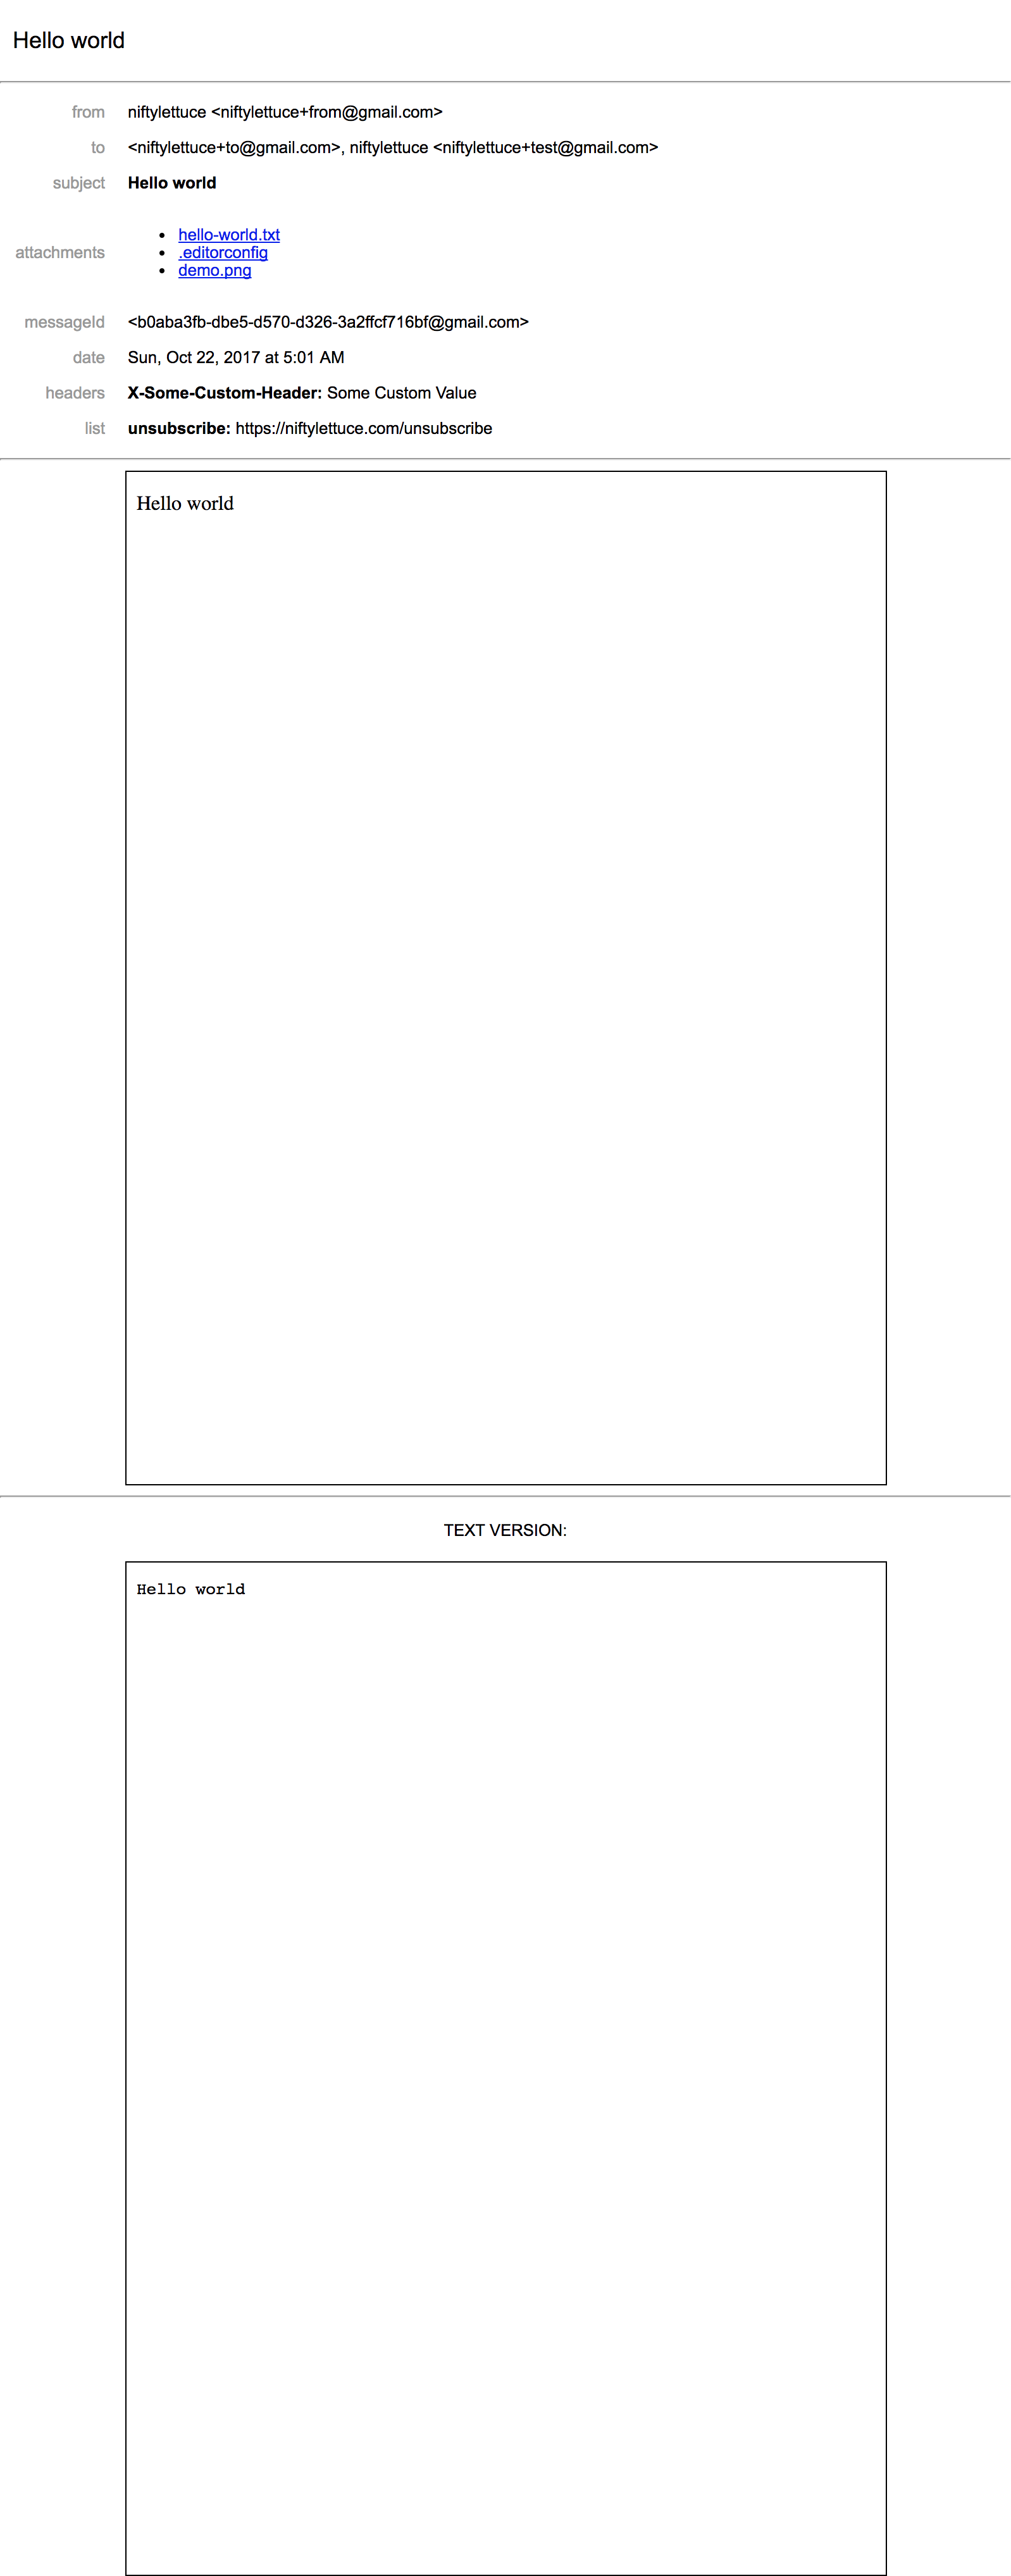 Hello world
from niftylettuce <niftylettuce+from@gmail.com>
to <niftylettuce+to@gmail.com>, niftylettuce <niftylettuce+test@gmail.com>
subject Hello world
hello-world.txt
attachments .editorconfig
demo.png
messageId <b0aba3fb-dbe5-d570-d326-3a2ffcf716bf@gmail.com>
date Sun, Oct 22, 2017 at 5:01 AM
headers X-Some-Custom-Header: Some Custom Value
list unsubscribe: https://niftylettuce.com/unsubscribe
Hello world
TEXT VERSION:
Hello world